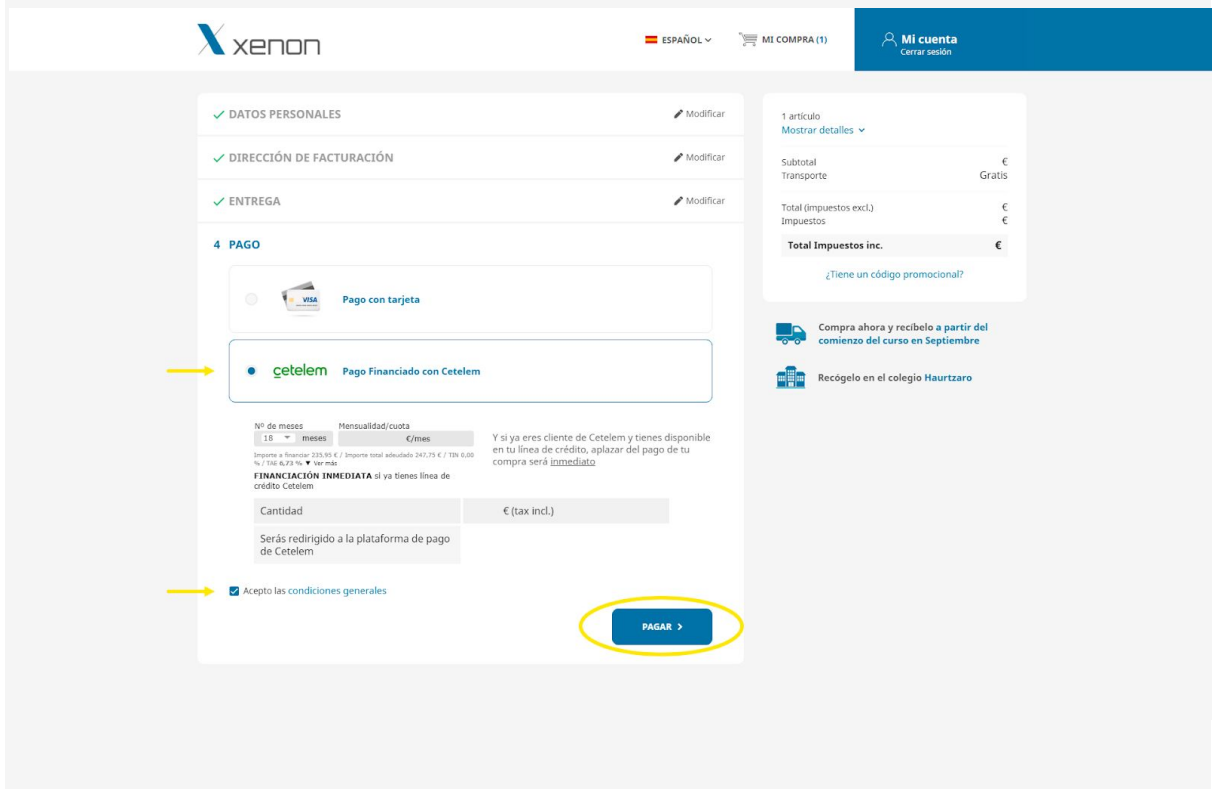 xenon
ESPAÑOL
MI COMPRA (1)
Mi cuenta
Cerrar sesión
DATOS PERSONALES
Modificar
DIRECCIÓN DE FACTURACIÓN
Modificar
ENTREGA
Modificar
4 PAGO
VISA
Pago con tarjeta
cetelem
Pago Financiado con Cetelem
Nº de meses
Mensualidad/cuota
18 meses
€/mes
Importe a financiar 235,95 € / Importe total adeudado 247,75 € / TIN 0,00
% / TAE 6,73 % ▼ Ver más
FINANCIACIÓN INMEDIATA si ya tienes línea de
crédito Cetelem
Y si ya eres cliente de Cetelem y tienes disponible
en tu línea de crédito, aplazar del pago de tu
compra será inmediato
Cantidad
€ (tax incl.)
Serás redirigido a la plataforma de pago
de Cetelem
Acepto las condiciones generales
PAGAR
1 artículo
Mostrar detalles
Subtotal €
Transporte Gratis
Total (impuestos excl.) €
Impuestos €
Total Impuestos inc. €
¿Tiene un código promocional?
Compra ahora y recíbelo a partir del
comienzo del curso en Septiembre
Recógelo en el colegio Haurtzaro